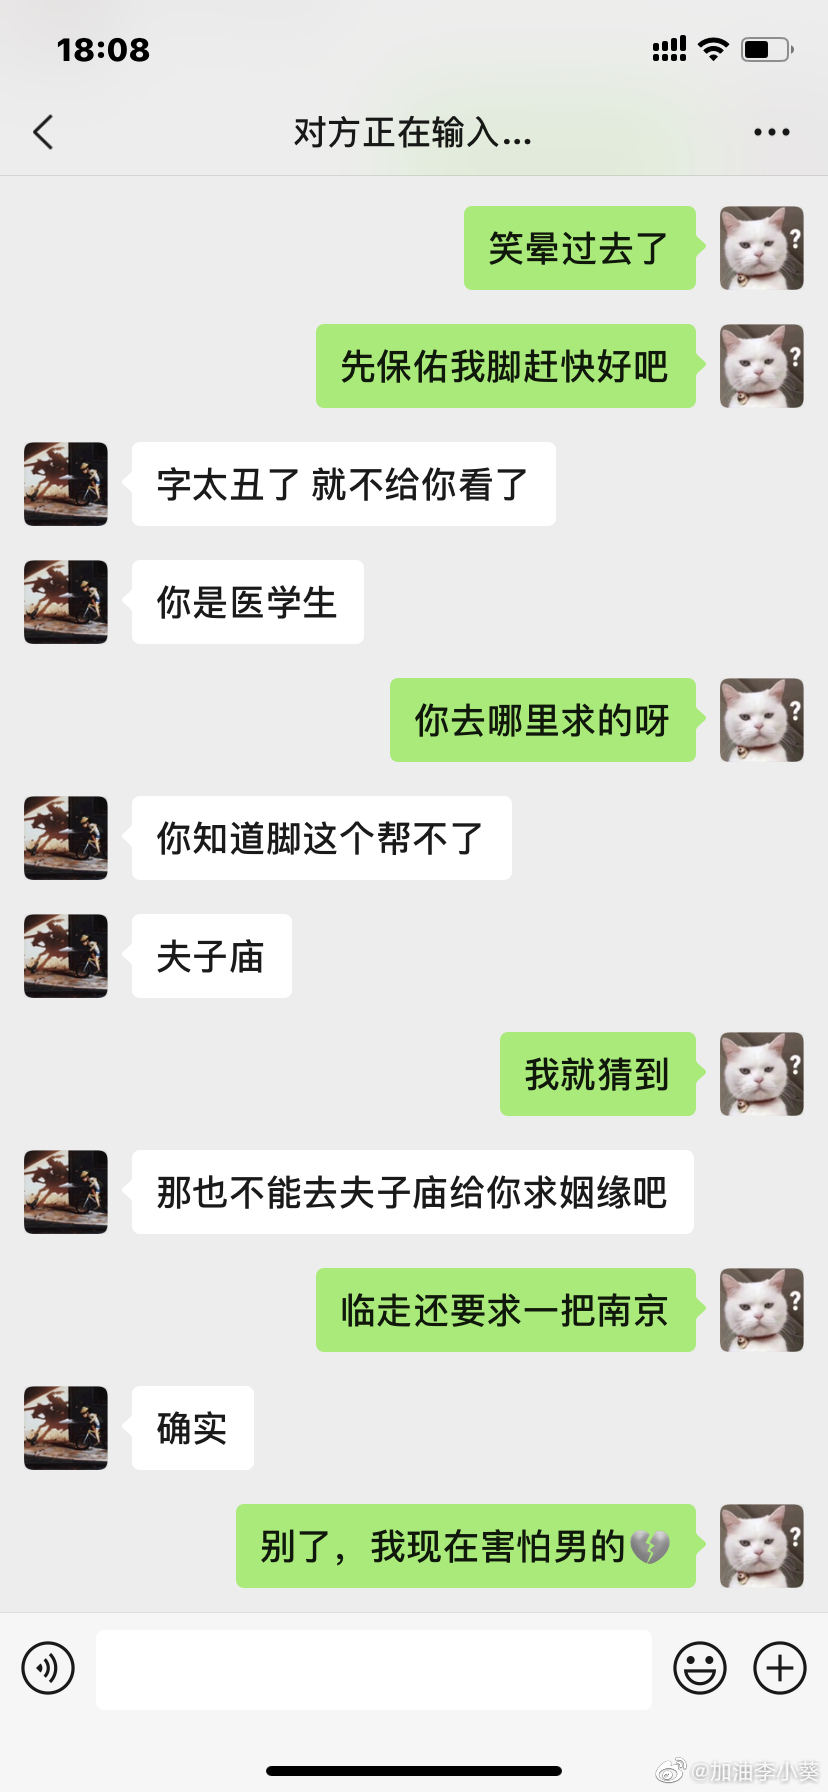 18:08
对方正在输入...
笑晕过去了
先保佑我脚赶快好吧
字太丑了 就不给你看了
你是医学生
你去哪里求的呀
你知道脚这个帮不了
夫子庙
我就猜到
那也不能去夫子庙给你求姻缘吧
临走还要求一把南京
确实
别了，我现在害怕男的💔
@加油李小葵